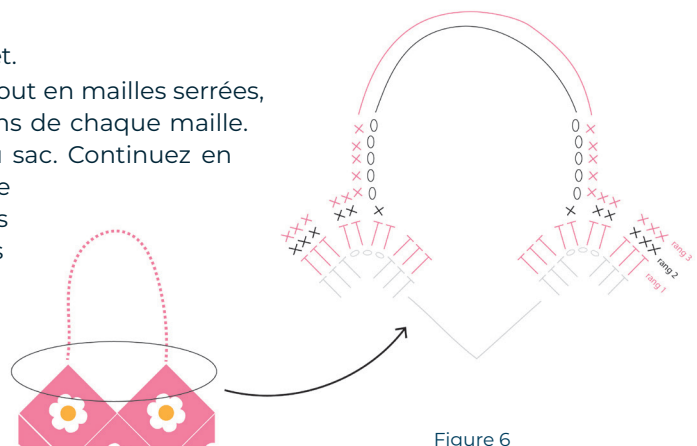 et.
out en mailles serrées,
ns de chaque maille.
u sac. Continuez en
e
s
s
rang 3
rang 2
rang 1
Figure 6